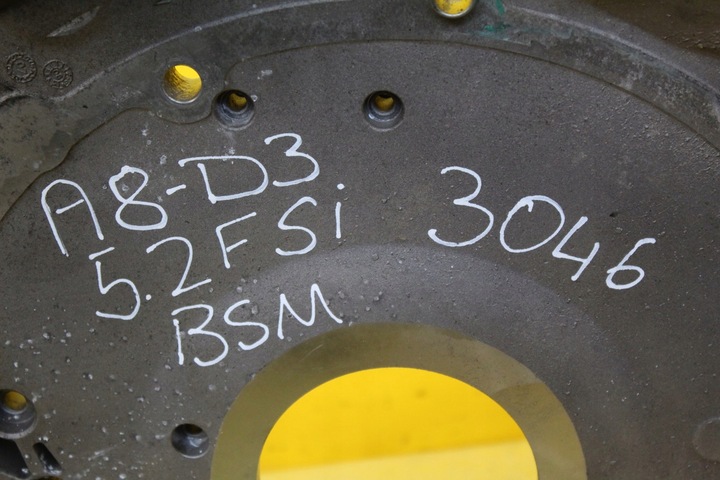 A8-D3
5.2FSi
BSM
3046